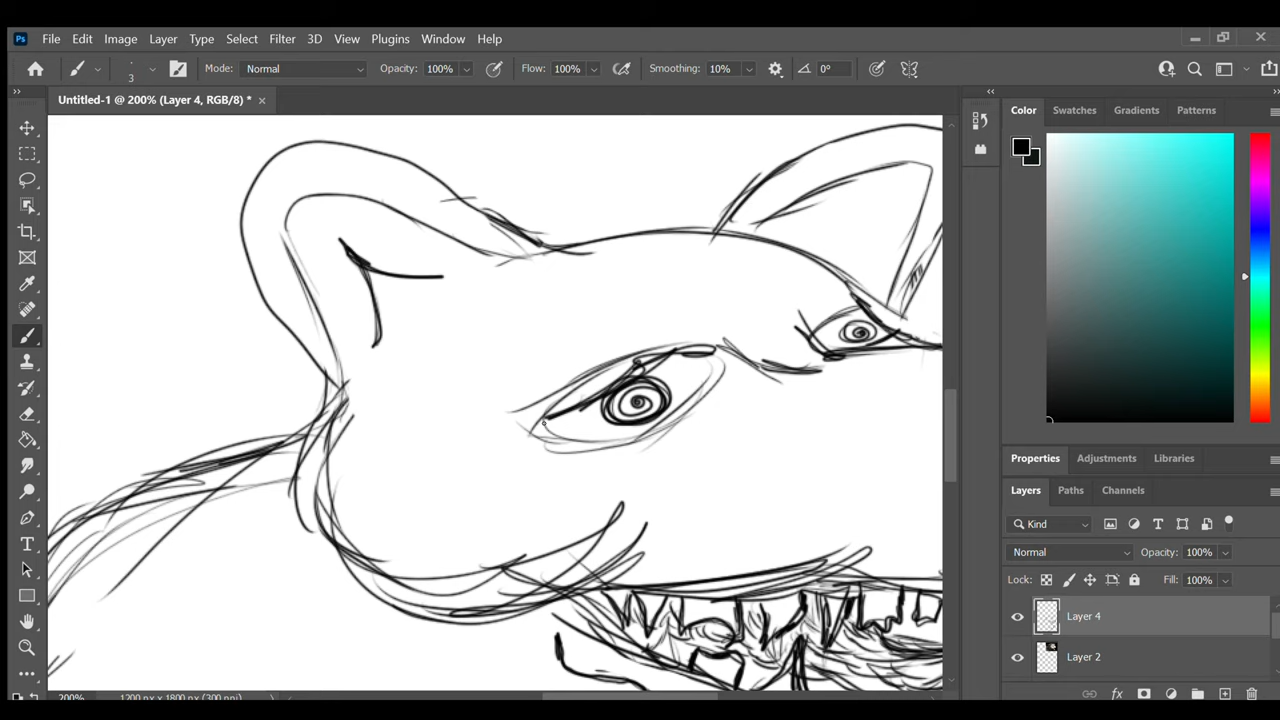 Ps File Edit Image Layer Type Select Filter 3D View Plugins Window Help
3 Mode: Normal Opacity: 100% Flow: 100% Smoothing: 10% 0°
Untitled-1 @ 200% (Layer 4, RGB/8) * ×
Color Swatches Gradients Patterns
Properties Adjustments Libraries
Layers Paths Channels
Kind
Normal Opacity: 100%
Lock: Fill: 100%
Layer 4
Layer 2
fx
200% 1200 px x 1800 px (300 ppi)